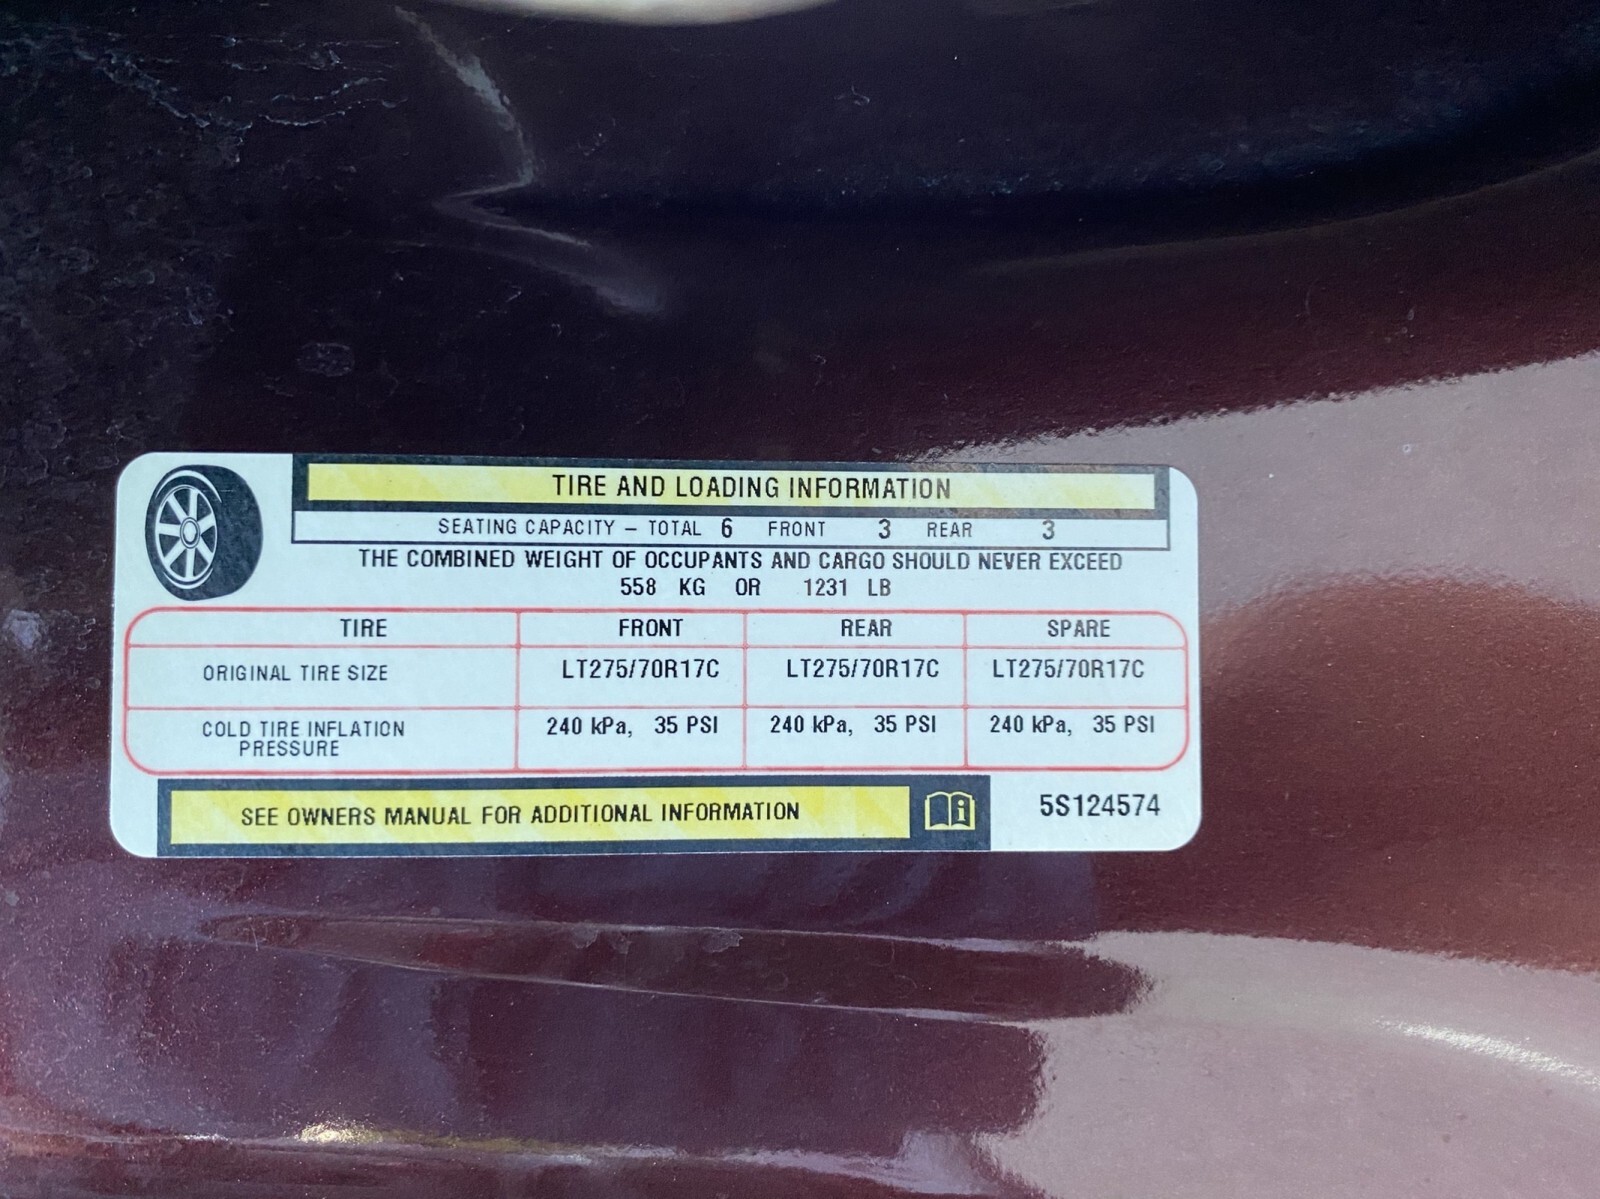 TIRE AND LOADING INFORMATION
SEATING CAPACITY – TOTAL 6 FRONT 3 REAR 3
THE COMBINED WEIGHT OF OCCUPANTS AND CARGO SHOULD NEVER EXCEED
558 KG OR 1231 LB
TIRE FRONT REAR SPARE
ORIGINAL TIRE SIZE LT275/70R17C LT275/70R17C LT275/70R17C
COLD TIRE INFLATION PRESSURE 240 kPa, 35 PSI 240 kPa, 35 PSI 240 kPa, 35 PSI
SEE OWNERS MANUAL FOR ADDITIONAL INFORMATION i 5S124574